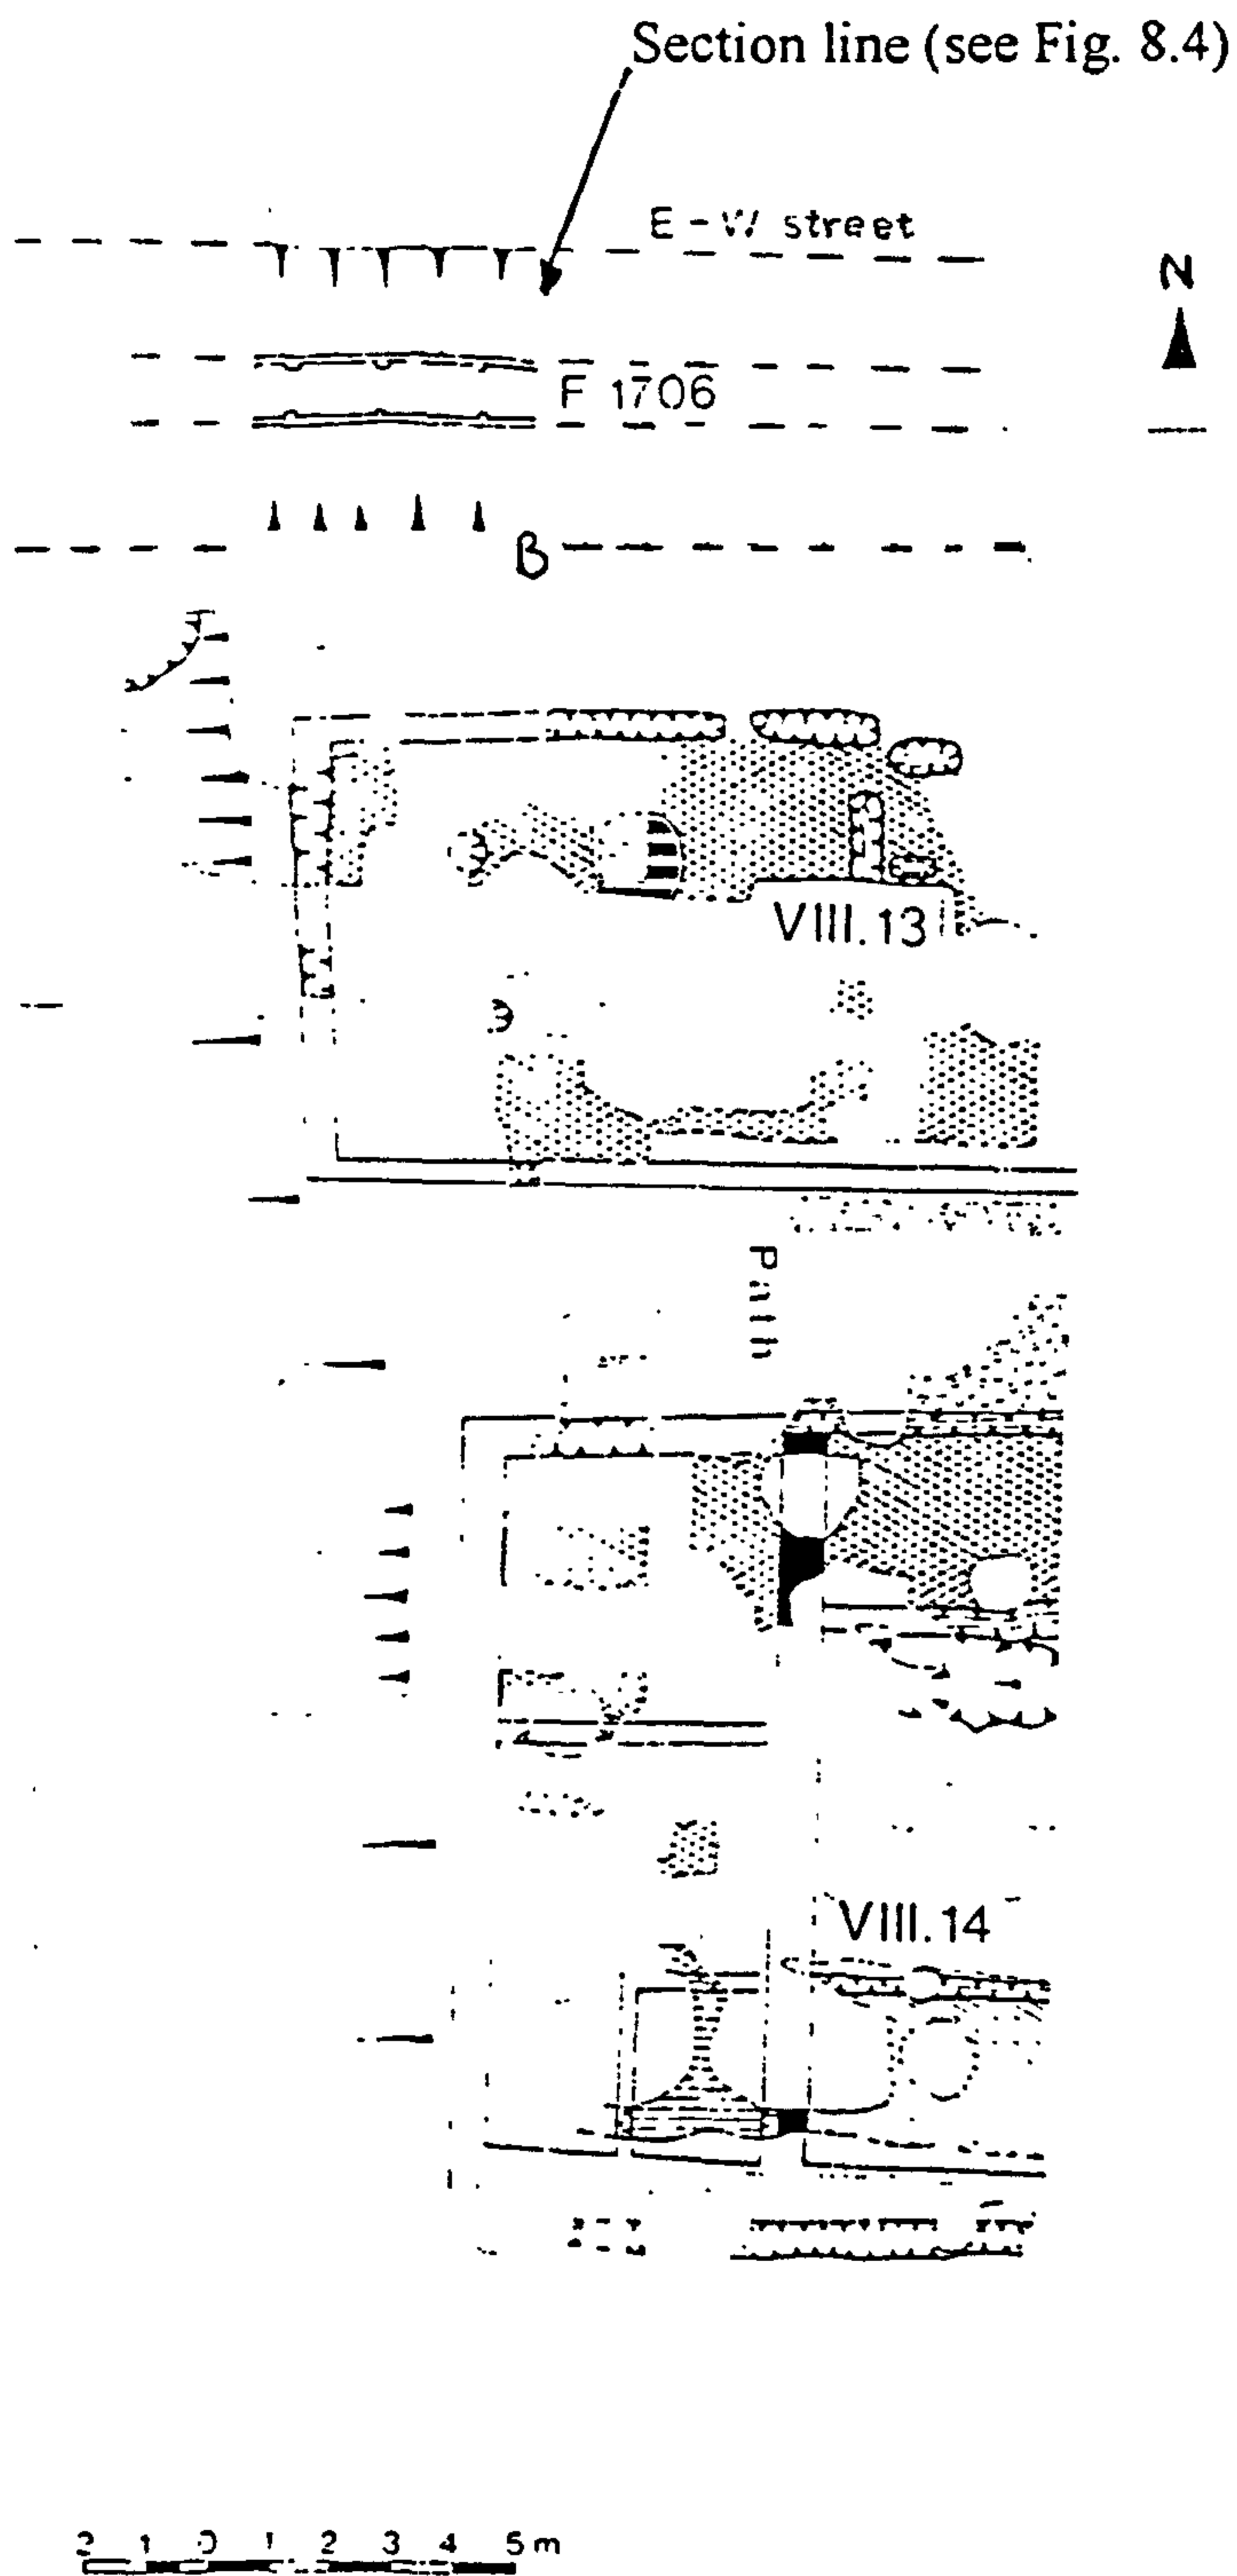 Section line (see Fig. 8.4)
E-W street
N
F 1706
B
VIII.13
Path
VIII.14
2 1 0 1 2 3 4 5 m